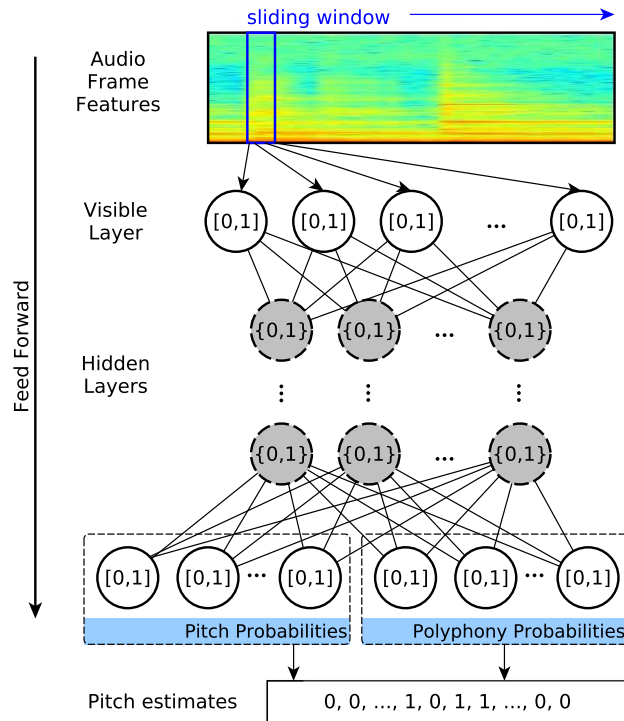 sliding window
Audio
Frame
Features
Visible
Layer
[0,1] [0,1] [0,1] ... [0,1]
Feed Forward
{0,1} {0,1} ... {0,1}
Hidden
Layers
... ... ...
{0,1} {0,1} ... {0,1}
[0,1] [0,1] ... [0,1] [0,1] [0,1] ... [0,1]
Pitch Probabilities Polyphony Probabilities
Pitch estimates 0, 0, ..., 1, 0, 1, 1, ..., 0, 0